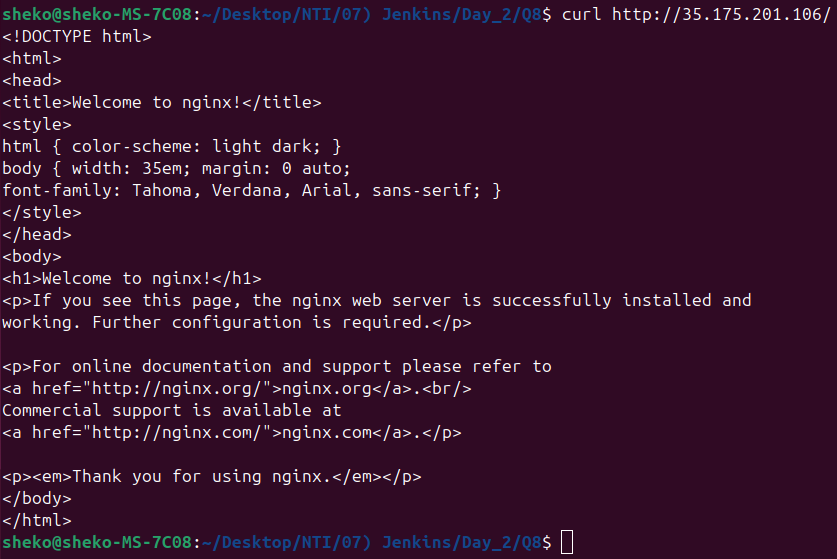 sheko@sheko-MS-7C08:~/Desktop/NTI/07) Jenkins/Day_2/Q8$ curl http://35.175.201.106/
<!DOCTYPE html>
<html>
<head>
<title>Welcome to nginx!</title>
<style>
html { color-scheme: light dark; }
body { width: 35em; margin: 0 auto;
font-family: Tahoma, Verdana, Arial, sans-serif; }
</style>
</head>
<body>
<h1>Welcome to nginx!</h1>
<p>If you see this page, the nginx web server is successfully installed and
working. Further configuration is required.</p>

<p>For online documentation and support please refer to
<a href="http://nginx.org/">nginx.org</a>.<br/>
Commercial support is available at
<a href="http://nginx.com/">nginx.com</a>.</p>

<p><em>Thank you for using nginx.</em></p>
</body>
</html>
sheko@sheko-MS-7C08:~/Desktop/NTI/07) Jenkins/Day_2/Q8$